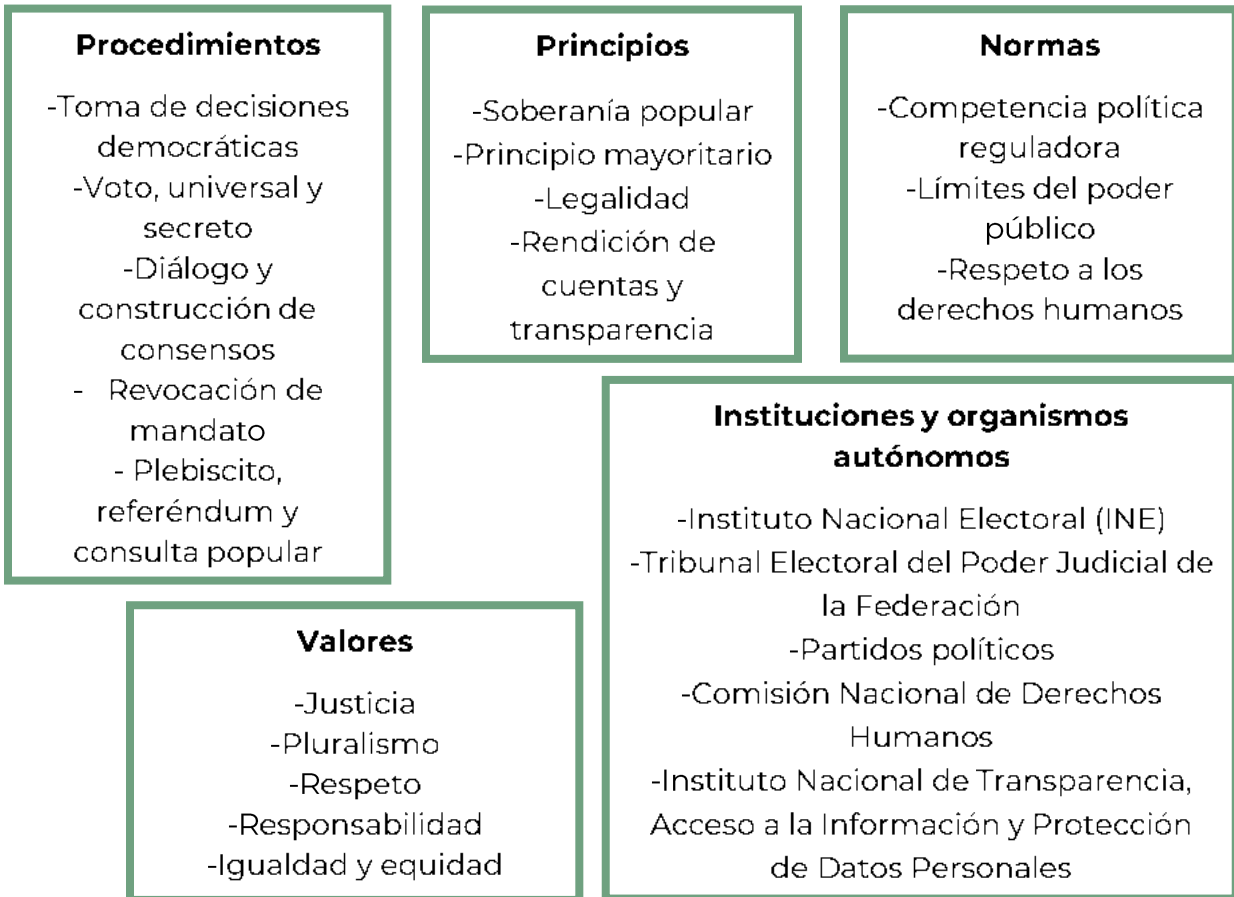 Procedimientos
-Toma de decisiones
democráticas
-Voto, universal y
secreto
-Diálogo y
construcción de
consensos
- Revocación de
mandato
- Plebiscito,
referéndum y
consulta popular
Principios
-Soberanía popular
-Principio mayoritario
-Legalidad
-Rendición de
cuentas y
transparencia
Normas
-Competencia política
reguladora
-Límites del poder
público
-Respeto a los
derechos humanos
Valores
-Justicia
-Pluralismo
-Respeto
-Responsabilidad
-Igualdad y equidad
Instituciones y organismos
autónomos
-Instituto Nacional Electoral (INE)
-Tribunal Electoral del Poder Judicial de
la Federación
-Partidos políticos
-Comisión Nacional de Derechos
Humanos
-Instituto Nacional de Transparencia,
Acceso a la Información y Protección
de Datos Personales